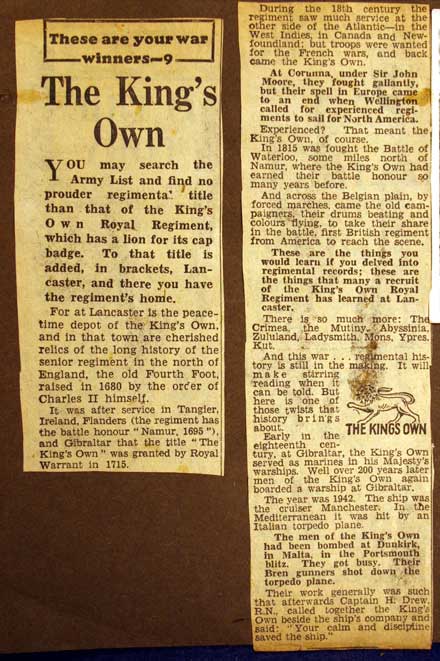 These are your war
winners—9
The King's
Own
YOU may search the
Army List and find no
prouder regimental title
than that of the King's
Own Royal Regiment,
which has a lion for its cap
badge. To that title is
added, in brackets, Lan-
caster, and there you have
the regiment's home.
For at Lancaster is the peace-
time depot of the King's Own,
and in that town are cherished
relics of the long history of the
senior regiment in the north of
England, the old Fourth Foot,
raised in 1680 by the order of
Charles II himself.
It was after service in Tangier,
Ireland, Flanders (the regiment has
the battle honour "Namur, 1695"),
and Gibraltar that the title "The
King's Own" was granted by Royal
Warrant in 1715.
During the 18th century the
regiment saw much service at the
other side of the Atlantic—in the
West Indies, in Canada and New-
foundland; but troops were wanted
for the French wars, and back
came the King's Own.
At Corunna, under Sir John
Moore, they fought gallantly,
but their spell in Europe came
to an end when Wellington
called for experienced regi-
ments to sail for North America.
Experienced? That meant the
King's Own, of course.
In 1815 was fought the Battle of
Waterloo, some miles north of
Namur, where the King's Own had
earned their battle honour so
many years before.
And across the Belgian plain, by
forced marches, came the old cam-
paigners, their drums beating and
colours flying, to take their share
in the battle, first British regiment
from America to reach the scene.
These are the things you
would learn if you delved into
regimental records; these are
the things that many a recruit
of the King's Own Royal
Regiment has learned at Lan-
caster.
There is so much more: The
Crimea, the Mutiny, Abyssinia,
Zululand, Ladysmith, Mons, Ypres,
Kut.
And this war . . . regimental his-
tory is still in the making. It will
make stirring
reading when it
can be told. But
here is one of
those twists that
history brings
about.
THE KINGS OWN
Early in the
eighteenth cen-
tury, at Gibraltar, the King's Own
served as marines in his Majesty's
warships. Well over 200 years later
men of the King's Own again
boarded a warship at Gibraltar.
The year was 1942. The ship was
the cruiser Manchester. In the
Mediterranean it was hit by an
Italian torpedo plane.
The men of the King's Own
had been bombed at Dunkirk,
in Malta, in the Portsmouth
blitz. They got busy. Their
Bren gunners shot down the
torpedo plane.
Their work generally was such
that afterwards Captain H. Drew,
R.N., called together the King's
Own beside the ship's company and
said: "Your calm and discipline
saved the ship."